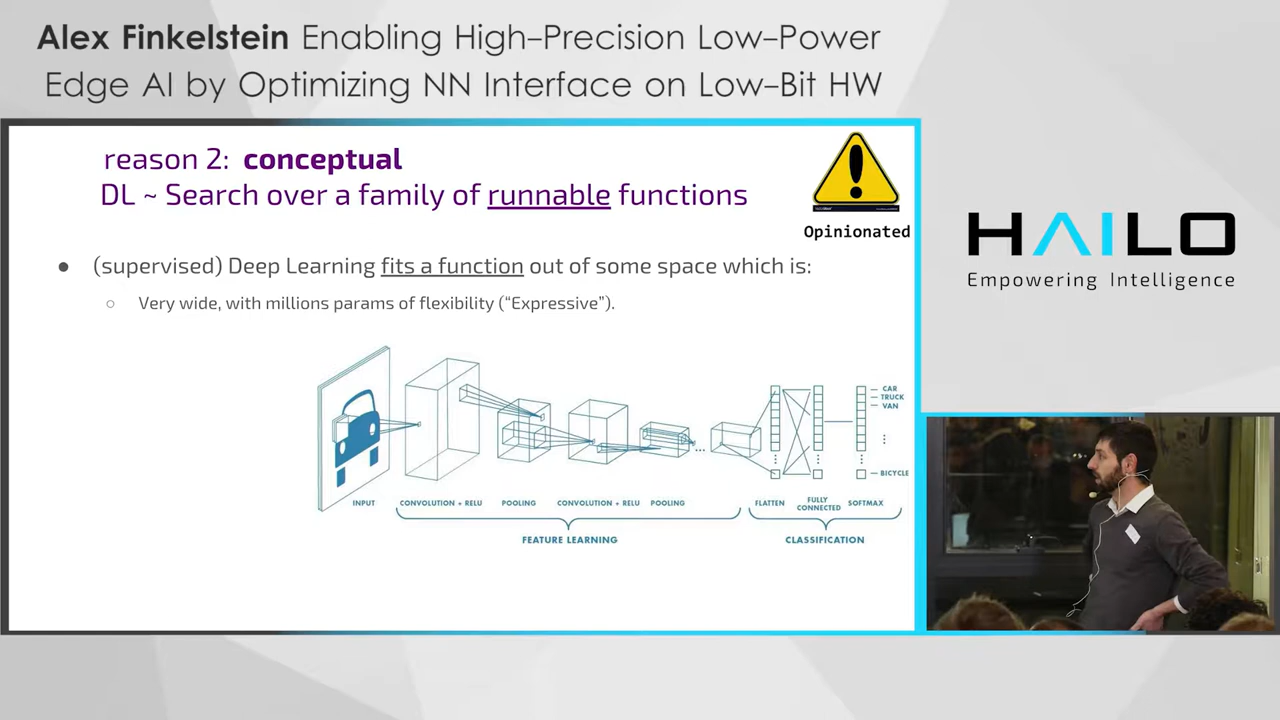 Alex Finkelstein Enabling High-Precision Low-Power
Edge AI by Optimizing NN Interface on Low-Bit HW
reason 2: conceptual
DL ~ Search over a family of runnable functions
Opinionated
● (supervised) Deep Learning fits a function out of some space which is:
○ Very wide, with millions params of flexibility (“Expressive”).
CAR
TRUCK
VAN
BICYCLE
INPUT
CONVOLUTION + RELU
POOLING
CONVOLUTION + RELU
POOLING
FLATTEN
FULLY
CONNECTED
SOFTMAX
FEATURE LEARNING
CLASSIFICATION
HAILO
Empowering Intelligence